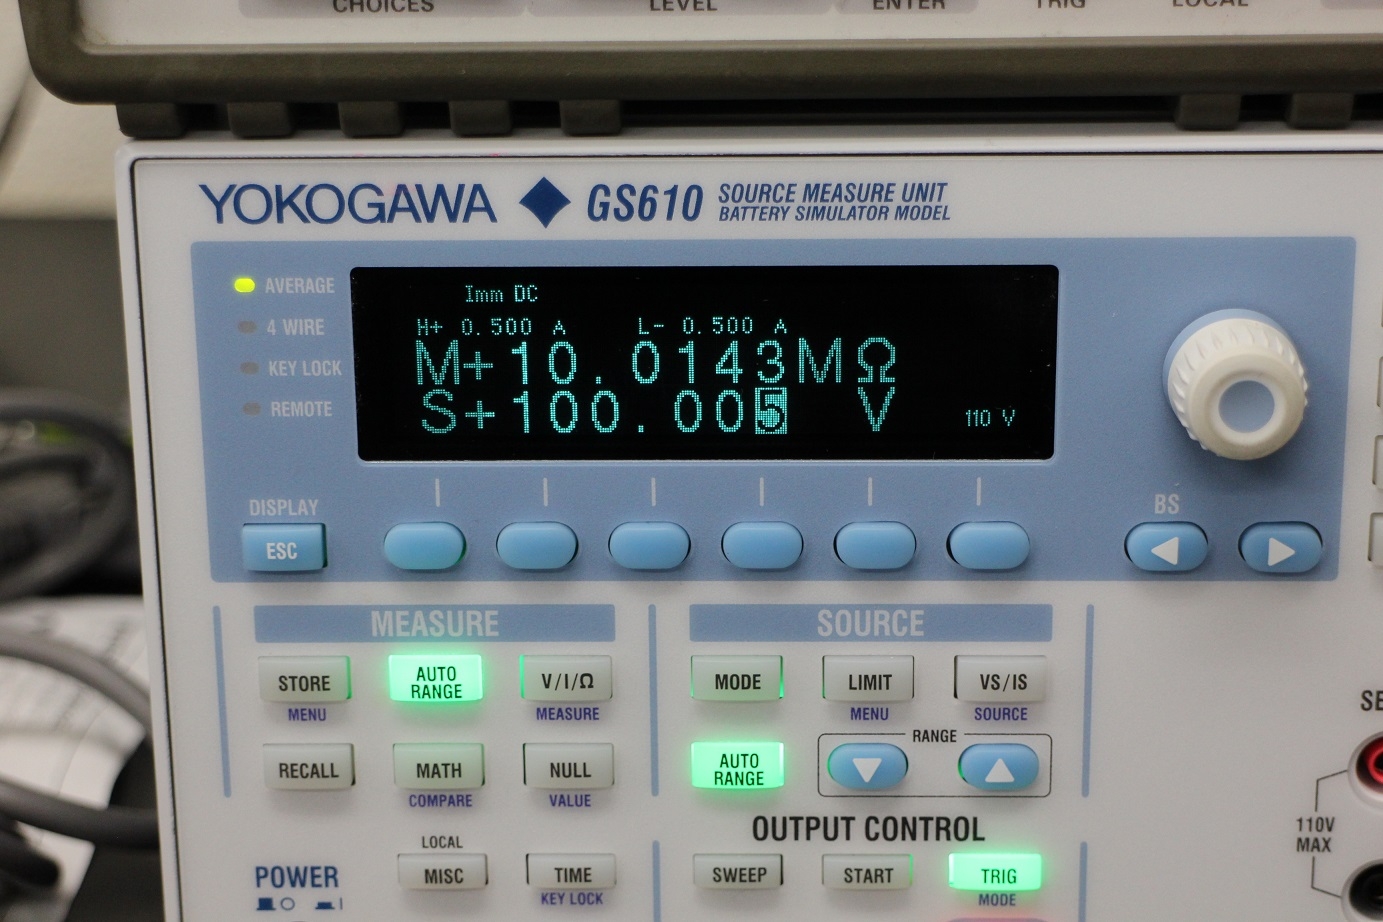 CHOICES LEVEL ENTER TRIG LOCAL
YOKOGAWA GS610 SOURCE MEASURE UNIT
BATTERY SIMULATOR MODEL
AVERAGE
4 WIRE
KEY LOCK
REMOTE
Imm DC
H+ 0.500 A L- 0.500 A
M+10.0143MΩ
S+100.005 V 110 V
DISPLAY
ESC
BS
MEASURE
STORE
MENU
AUTO
RANGE
V/I/Ω
MEASURE
RECALL
MATH
COMPARE
NULL
VALUE
LOCAL
MISC
TIME
KEY LOCK
POWER
SOURCE
MODE
LIMIT
MENU
VS/IS
SOURCE
AUTO
RANGE
RANGE
OUTPUT CONTROL
SWEEP
START
TRIG
MODE
110V
MAX